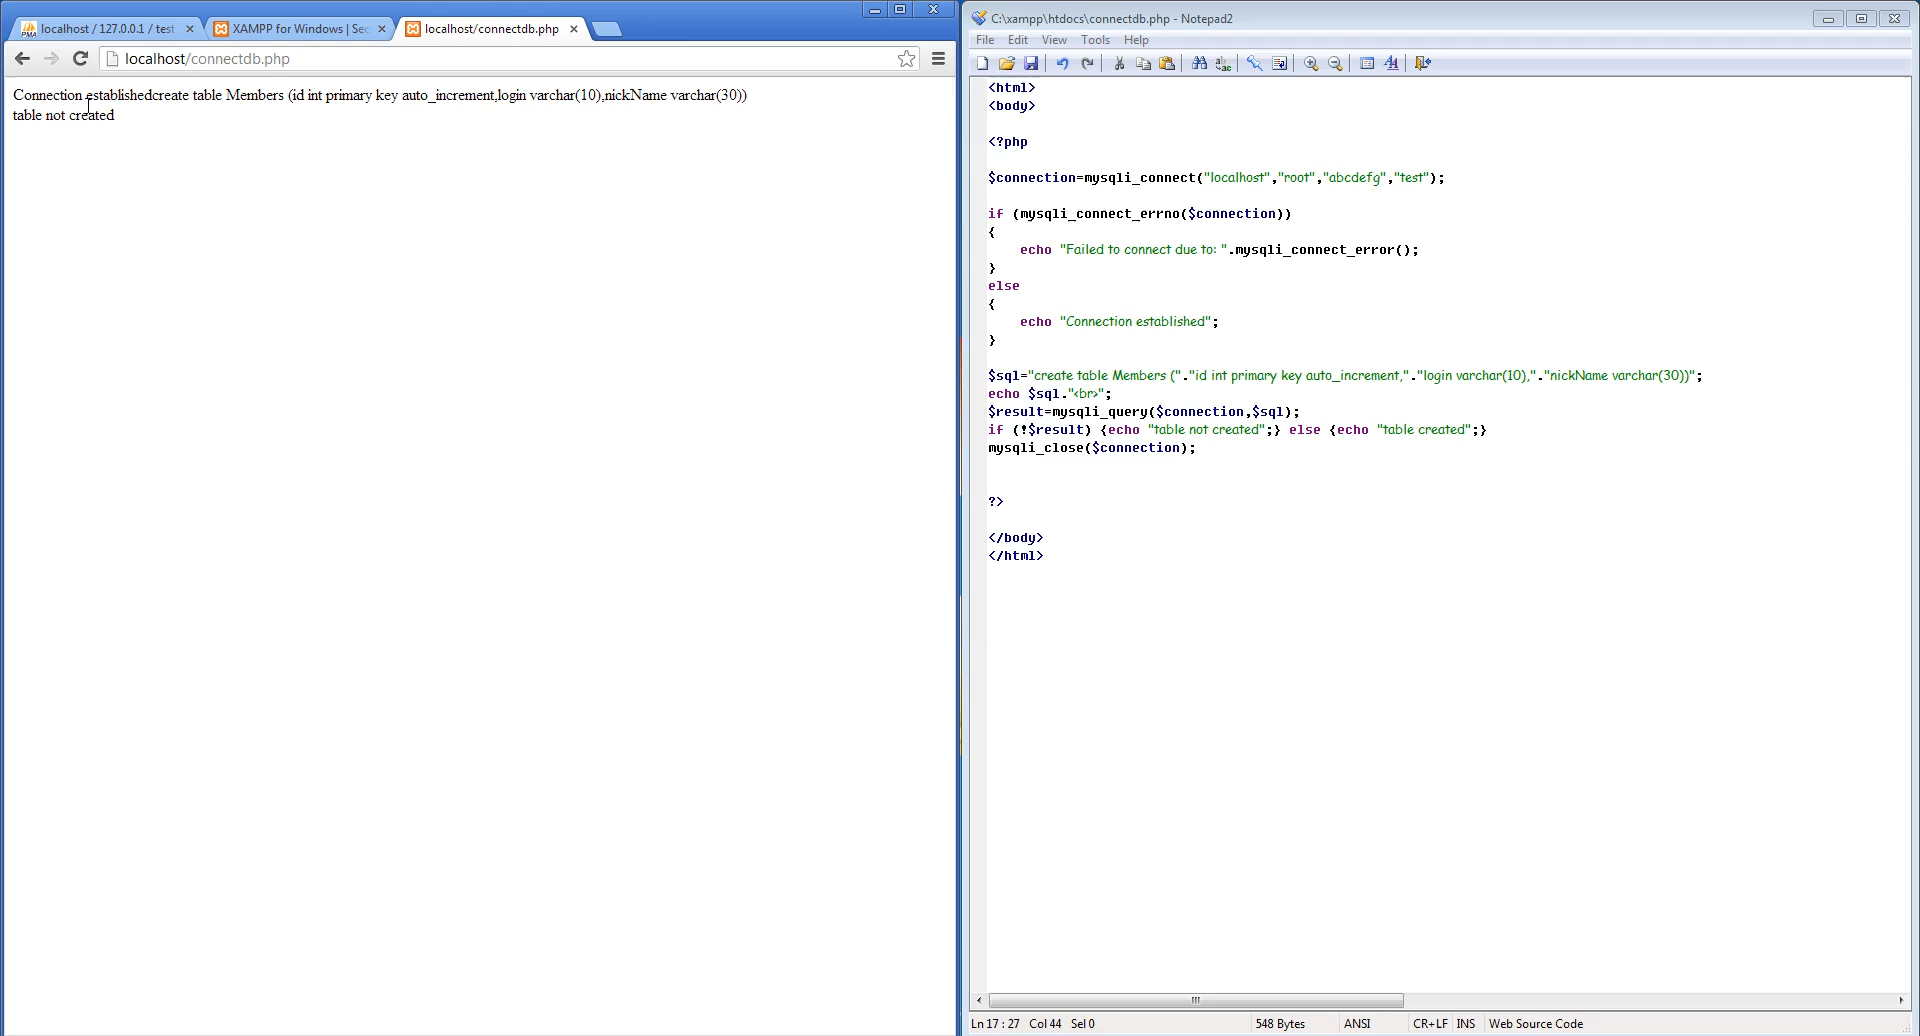 localhost / 127.0.0.1 / test
XAMPP for Windows | Sec
localhost/connectdb.php
localhost/connectdb.php
Connection establishedcreate table Members (id int primary key auto_increment,login varchar(10),nickName varchar(30))
table not created
C:\xampp\htdocs\connectdb.php - Notepad2
File Edit View Tools Help
<html>
<body>
<?php
$connection=mysqli_connect("localhost","root","abcdefg","test");
if (mysqli_connect_errno($connection))
{
echo "Failed to connect due to: ".mysqli_connect_error();
}
else
{
echo "Connection established";
}
$sql="create table Members ("."id int primary key auto_increment,"."login varchar(10),"."nickName varchar(30))";
echo $sql."<br>";
$result=mysqli_query($connection,$sql);
if (!$result) {echo "table not created";} else {echo "table created";}
mysqli_close($connection);
?>
</body>
</html>
Ln 17 : 27 Col 44 Sel 0 548 Bytes ANSI CR+LF INS Web Source Code